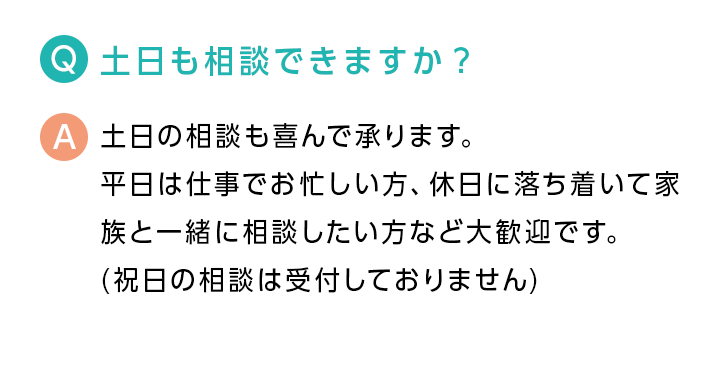 Q 土日も相談できますか？
A 土日の相談も喜んで承ります。
平日は仕事でお忙しい方、休日に落ち着いて家
族と一緒に相談したい方など大歓迎です。
(祝日の相談は受付しておりません)